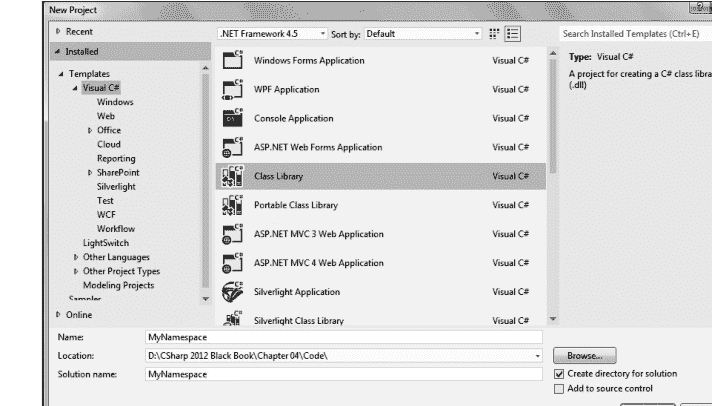 New Project
Recent
.NET Framework 4.5
Sort by: Default
Search Installed Templates (Ctrl+E)
Installed
Templates
Visual C#
Windows
Web
Office
Cloud
Reporting
SharePoint
Silverlight
Test
WCF
Workflow
LightSwitch
Other Languages
Other Project Types
Modeling Projects
Samples
Online
Windows Forms Application Visual C#
WPF Application Visual C#
Console Application Visual C#
ASP.NET Web Forms Application Visual C#
Class Library Visual C#
Portable Class Library Visual C#
ASP.NET MVC 3 Web Application Visual C#
ASP.NET MVC 4 Web Application Visual C#
Silverlight Application Visual C#
Silverlight Class Library Visual C#
Type: Visual C#
A project for creating a C# class libra
(.dll)
Name: MyNamespace
Location: D:\CSharp 2012 Black Book\Chapter 04\Code\
Browse...
Solution name: MyNamespace
Create directory for solution
Add to source control